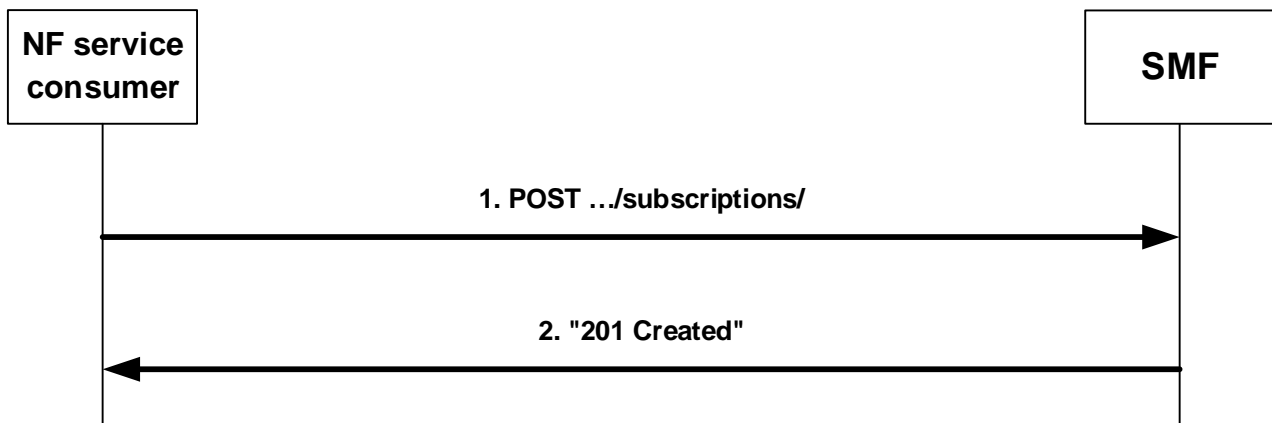 NF service
consumer
SMF
1. POST …/subscriptions/
2. "201 Created"